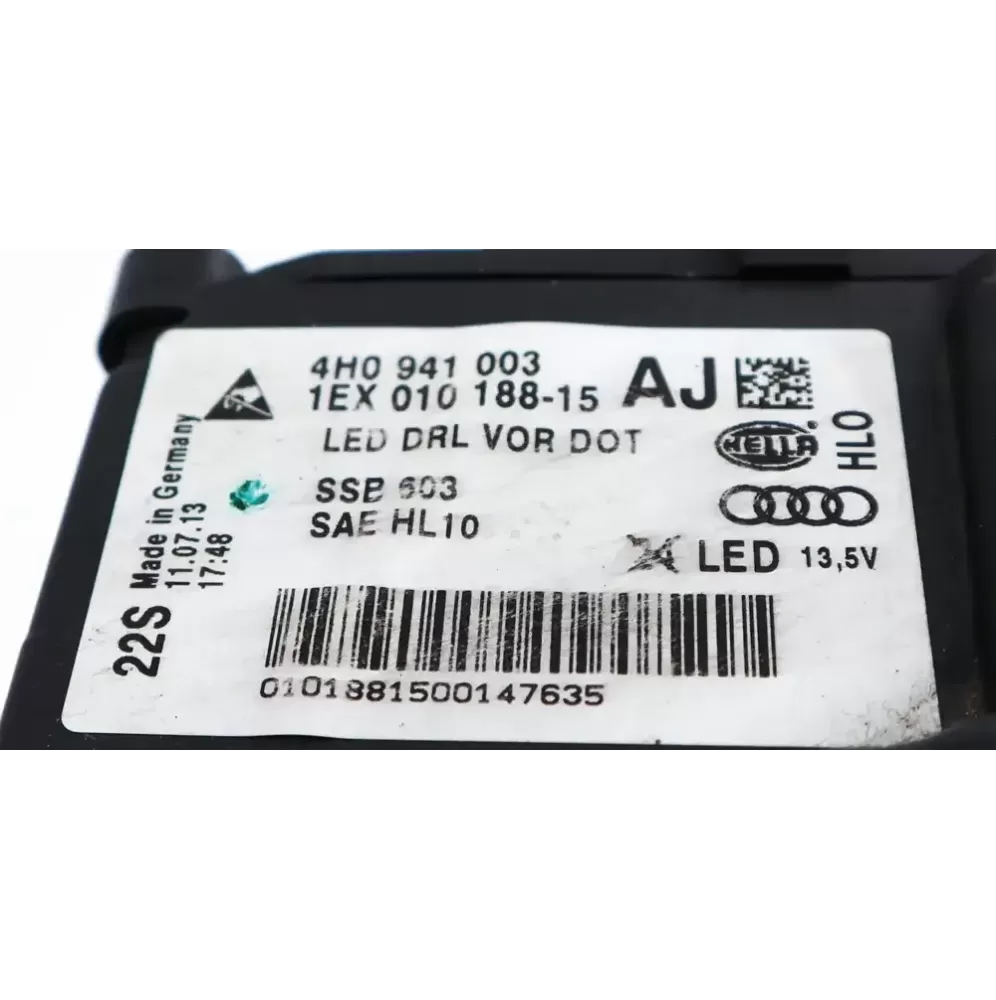 4H0 941 003
1EX 010 188-15 AJ
LED DRL VOR DOT
HELLA
HLO
SSB 603
SAE HL10
LED 13,5V
22S Made in Germany
11.07.13
17:48
0101881500147635